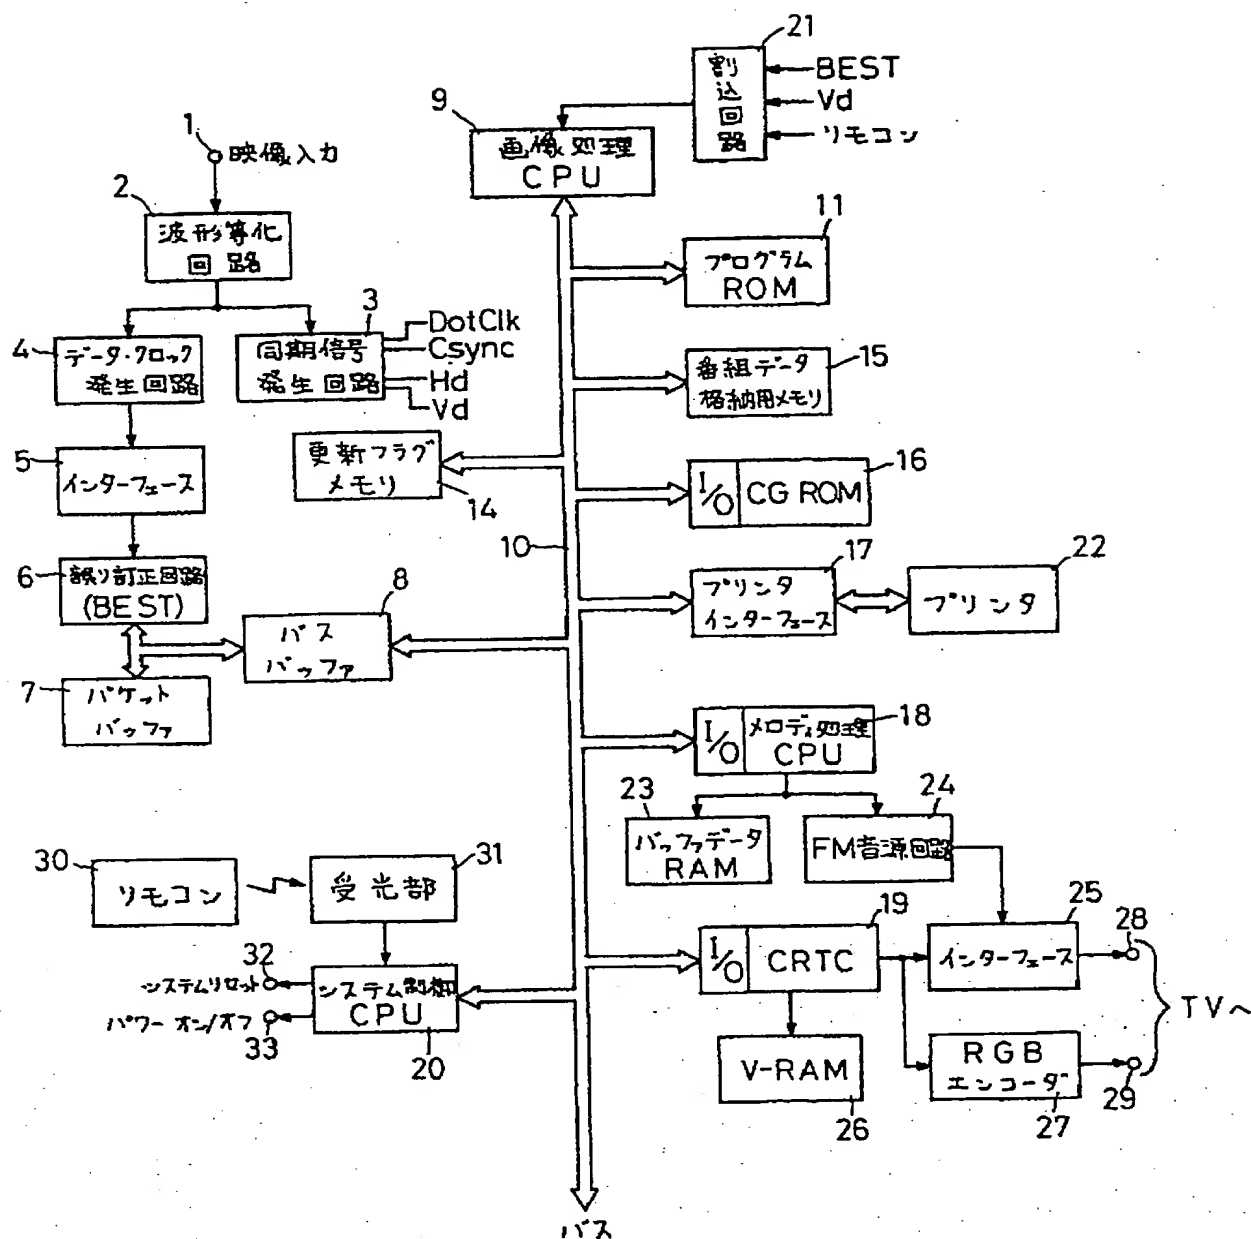 21
割込回路
BEST
Vd
リモコン
9
画像処理
CPU
1
映像入力
2
波形等化
回路
11
プログラム
ROM
3
DotClk
Csync
Hd
Vd
4
データ・クロック
発生回路
同期信号
発生回路
番組データ
格納用メモリ
15
更新フラグ
メモリ
14
5
インターフェース
16
I/O
CG ROM
10
6
誤り訂正回路
(BEST)
17
プリンタ
インターフェース
22
プリンタ
8
バス
バッファ
7
パケット
バッファ
18
I/O
メロディ処理
CPU
23
バッファデータ
RAM
24
FM音源回路
30
リモコン
31
受光部
19
I/O
CRTC
25
インターフェース
28
TVへ
32
システムリセット
パワーオン/オフ
33
システム制御
CPU
20
V-RAM
26
RGB
エンコーダ
27
29
バス